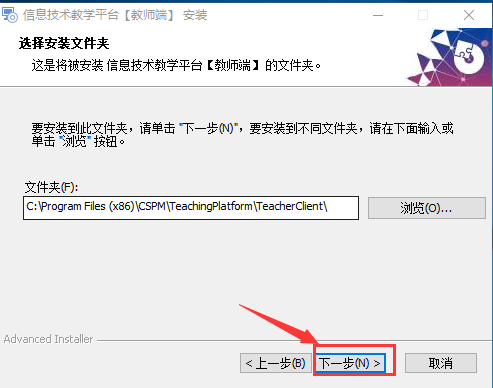 信息技术教学平台【教师端】 安装
选择安装文件夹
这是将被安装 信息技术教学平台【教师端】的文件夹。
要安装到此文件夹，请单击 "下一步(N)"，要安装到不同文件夹，请在下面输入或
单击 "浏览" 按钮。
文件夹(F):
C:\Program Files (x86)\CSPM\TeachingPlatform\TeacherClient\
浏览(O)...
Advanced Installer
< 上一步(B)
下一步(N) >
取消